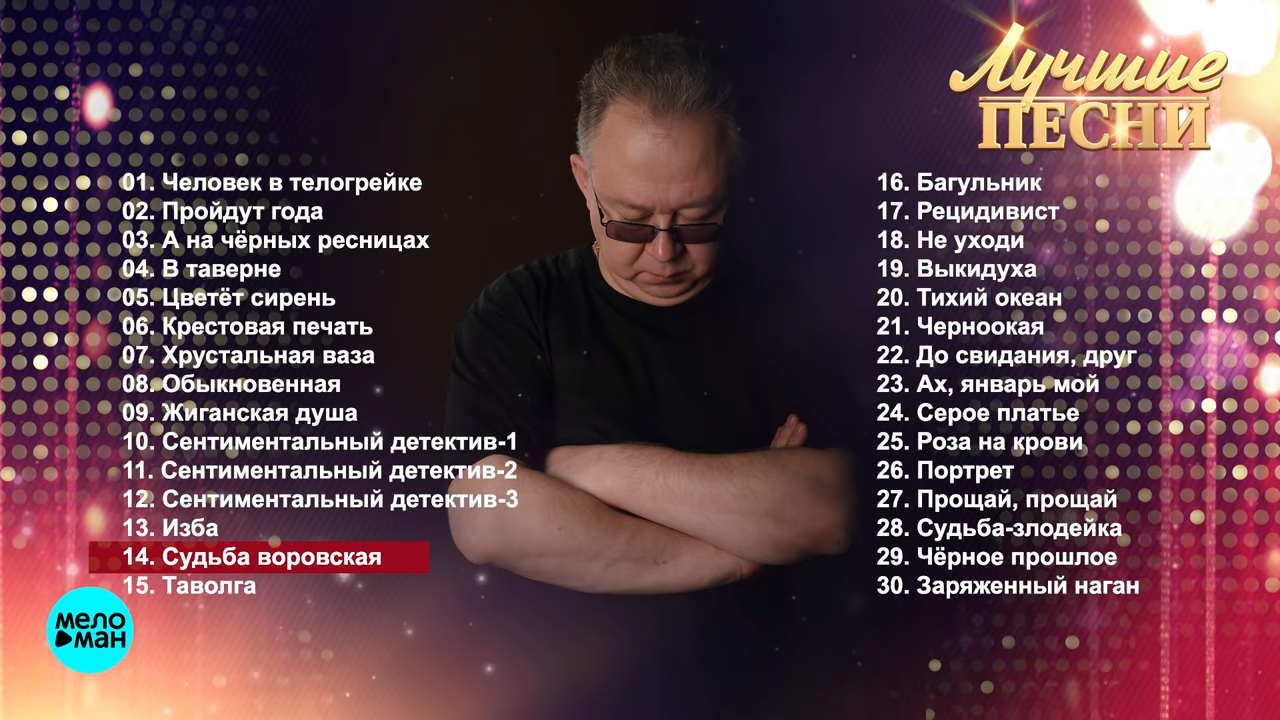 Лучшие
ПЕСНИ
01. Человек в телогрейке
02. Пройдут года
03. А на чёрных ресницах
04. В таверне
05. Цветёт сирень
06. Крестовая печать
07. Хрустальная ваза
08. Обыкновенная
09. Жиганская душа
10. Сентиментальный детектив-1
11. Сентиментальный детектив-2
12. Сентиментальный детектив-3
13. Изба
14. Судьба воровская
15. Таволга
16. Багульник
17. Рецидивист
18. Не уходи
19. Выкидуха
20. Тихий океан
21. Черноокая
22. До свидания, друг
23. Ах, январь мой
24. Серое платье
25. Роза на крови
26. Портрет
27. Прощай, прощай
28. Судьба-злодейка
29. Чёрное прошлое
30. Заряженный наган
мело
ман